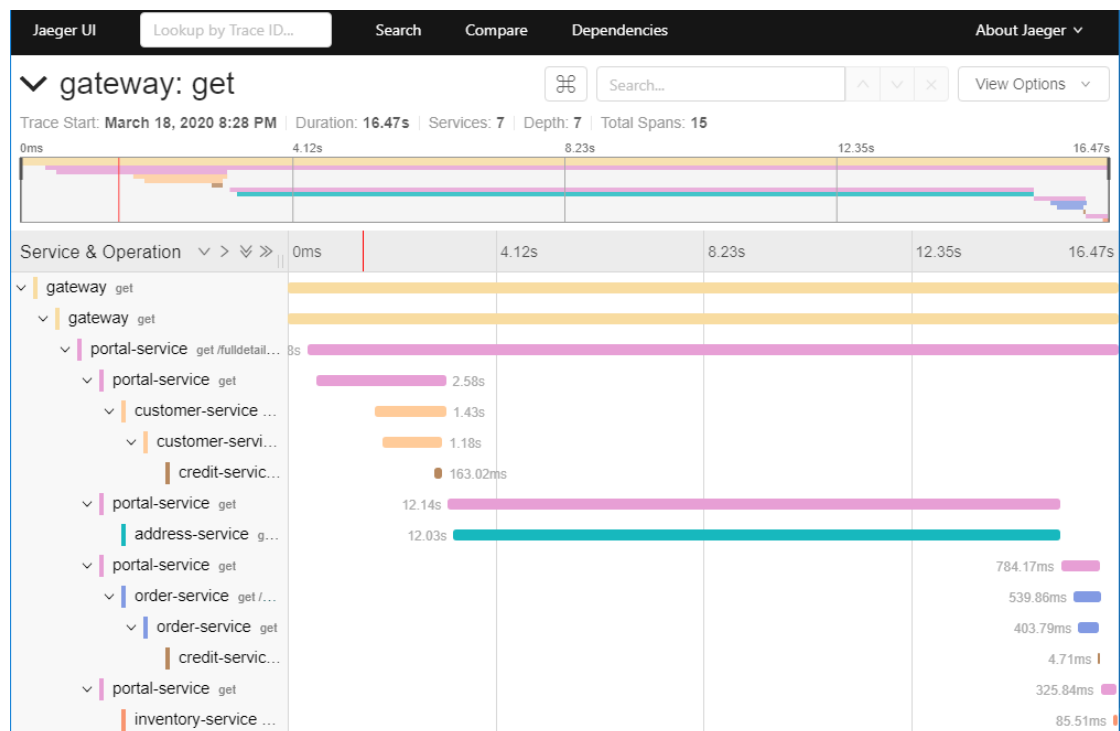 Jaeger UI Lookup by Trace ID... Search Compare Dependencies About Jaeger
gateway: get ⌘ Search... View Options
Trace Start: March 18, 2020 8:28 PM Duration: 16.47s Services: 7 Depth: 7 Total Spans: 15
0ms 4.12s 8.23s 12.35s 16.47s
Service & Operation 0ms 4.12s 8.23s 12.35s 16.47s
gateway get
gateway get
portal-service get /fulldetail... 8s
portal-service get 2.58s
customer-service ... 1.43s
customer-servi... 1.18s
credit-servic... 163.02ms
portal-service get 12.14s
address-service g... 12.03s
portal-service get 784.17ms
order-service get /... 539.86ms
order-service get 403.79ms
credit-servic... 4.71ms
portal-service get 325.84ms
inventory-service ... 85.51ms